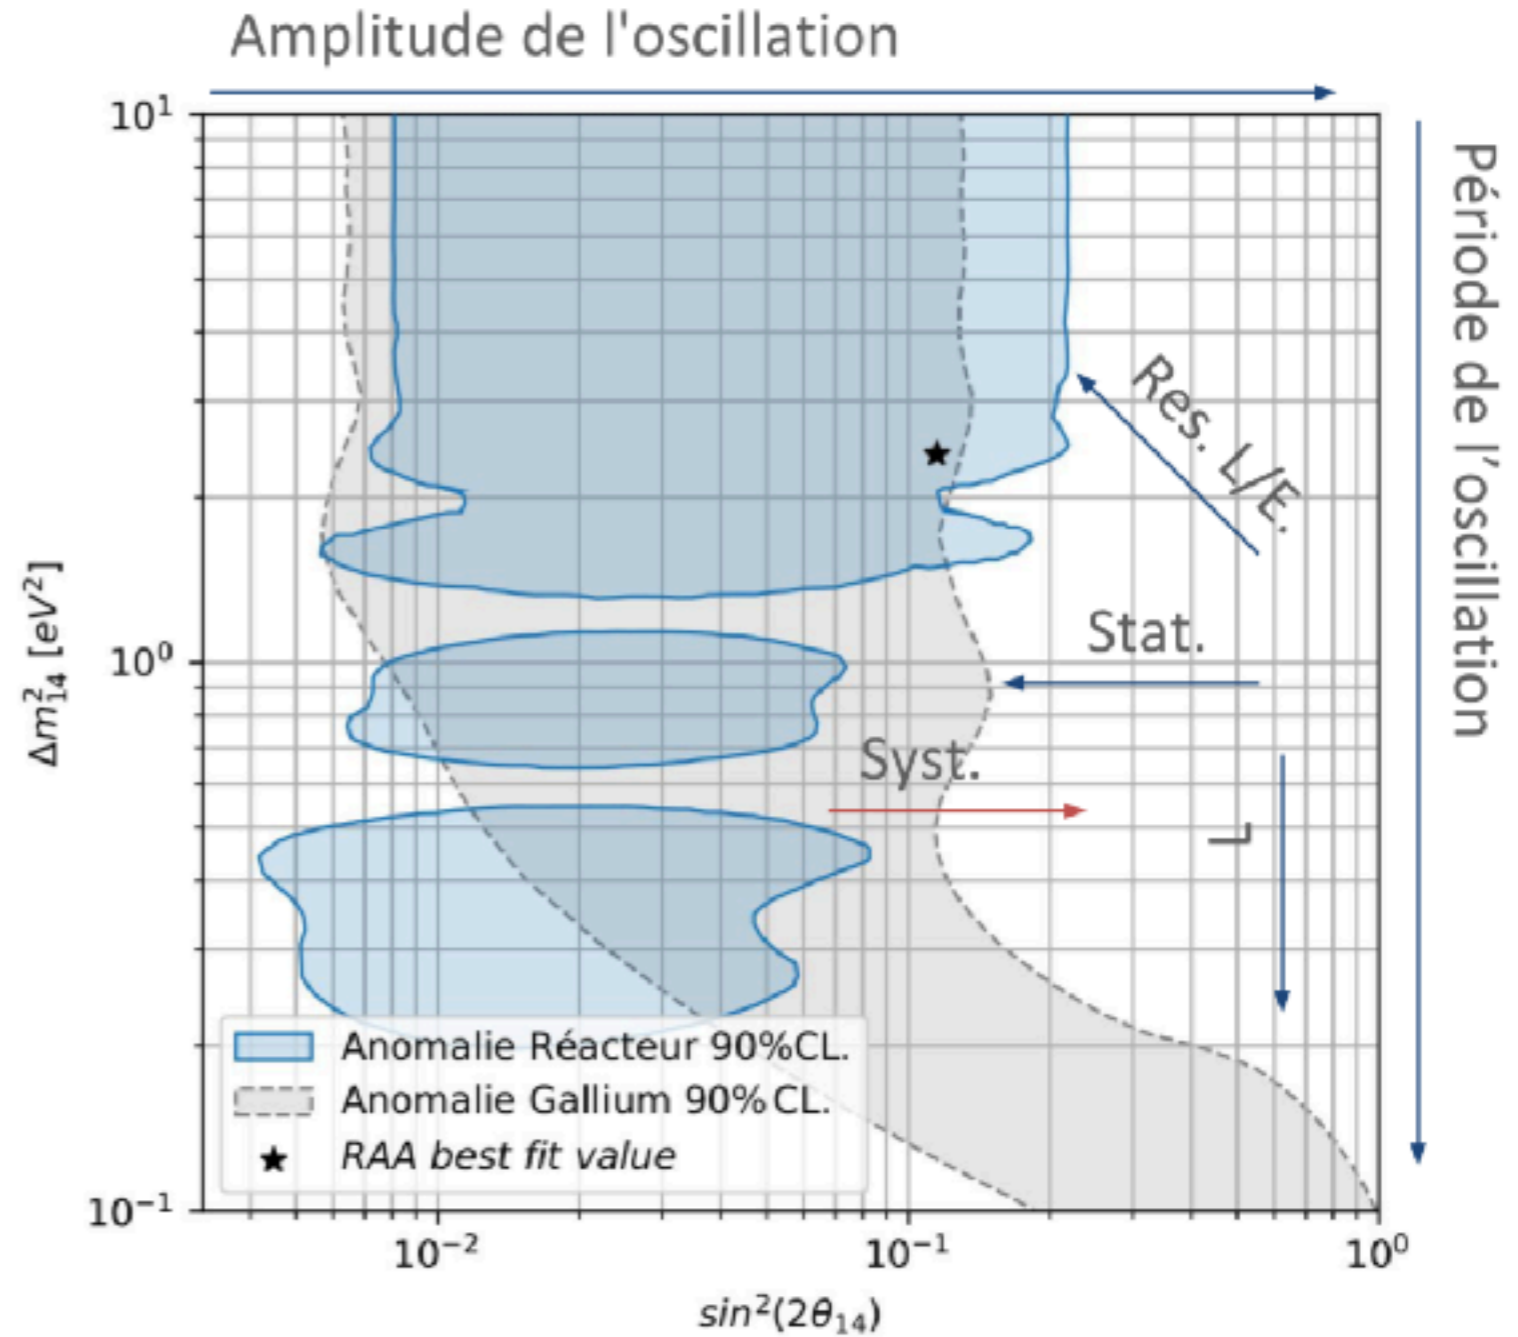 Amplitude de l'oscillation
10¹
Période de l'oscillation
Res. L/E.
Stat.
10⁰
Δm²₁₄ [eV²]
Syst.
L
Anomalie Réacteur 90%CL.
Anomalie Gallium 90%CL.
RAA best fit value
10⁻¹
10⁻² 10⁻¹ 10⁰
sin²(2θ₁₄)